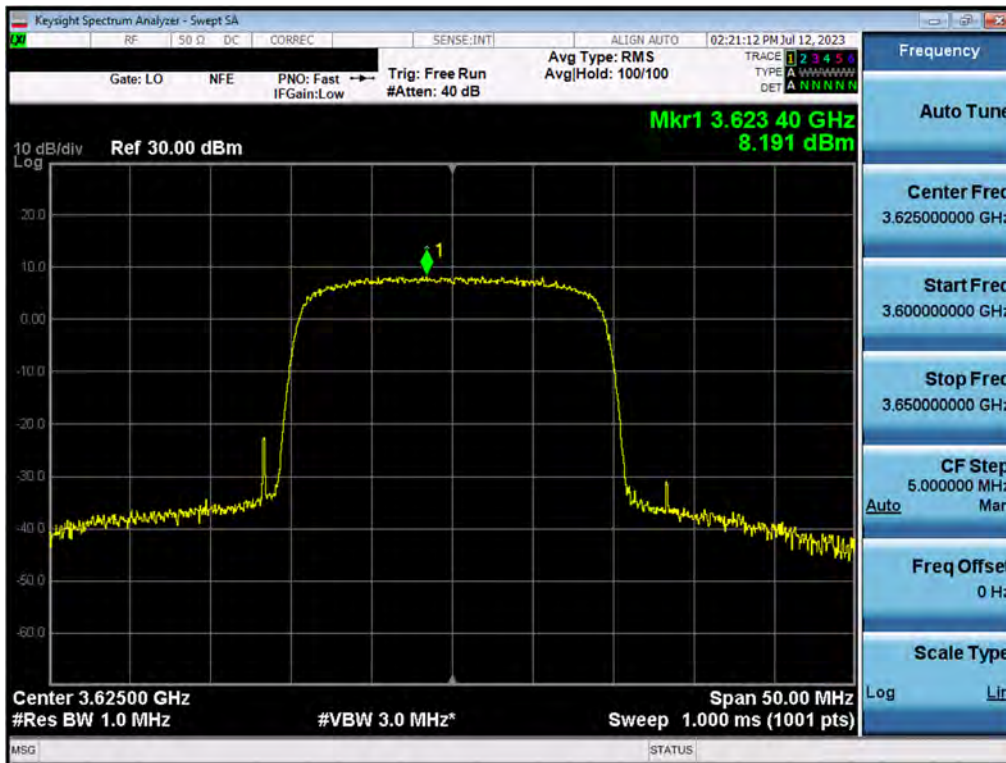 Keysight Spectrum Analyzer - Swept SA
LXI RF 50 Ω DC CORREC SENSE:INT ALIGN AUTO 02:21:12 PM Jul 12, 2023
Gate: LO NFE PNO: Fast Trig: Free Run Avg Type: RMS TRACE 1 2 3 4 5 6
IFGain:Low #Atten: 40 dB Avg|Hold: 100/100 TYPE A WWWWW
DET A N N N N N
Mkr1 3.623 40 GHz
8.191 dBm
10 dB/div Ref 30.00 dBm
Log
20.0
1
10.0
0.00
-10.0
-20.0
-30.0
-40.0
-50.0
-60.0
Center 3.62500 GHz Span 50.00 MHz
#Res BW 1.0 MHz #VBW 3.0 MHz* Sweep 1.000 ms (1001 pts)
MSG STATUS
Frequency
Auto Tune
Center Freq
3.625000000 GHz
Start Freq
3.600000000 GHz
Stop Freq
3.650000000 GHz
CF Step
5.000000 MHz
Auto Man
Freq Offset
0 Hz
Scale Type
Log Lin